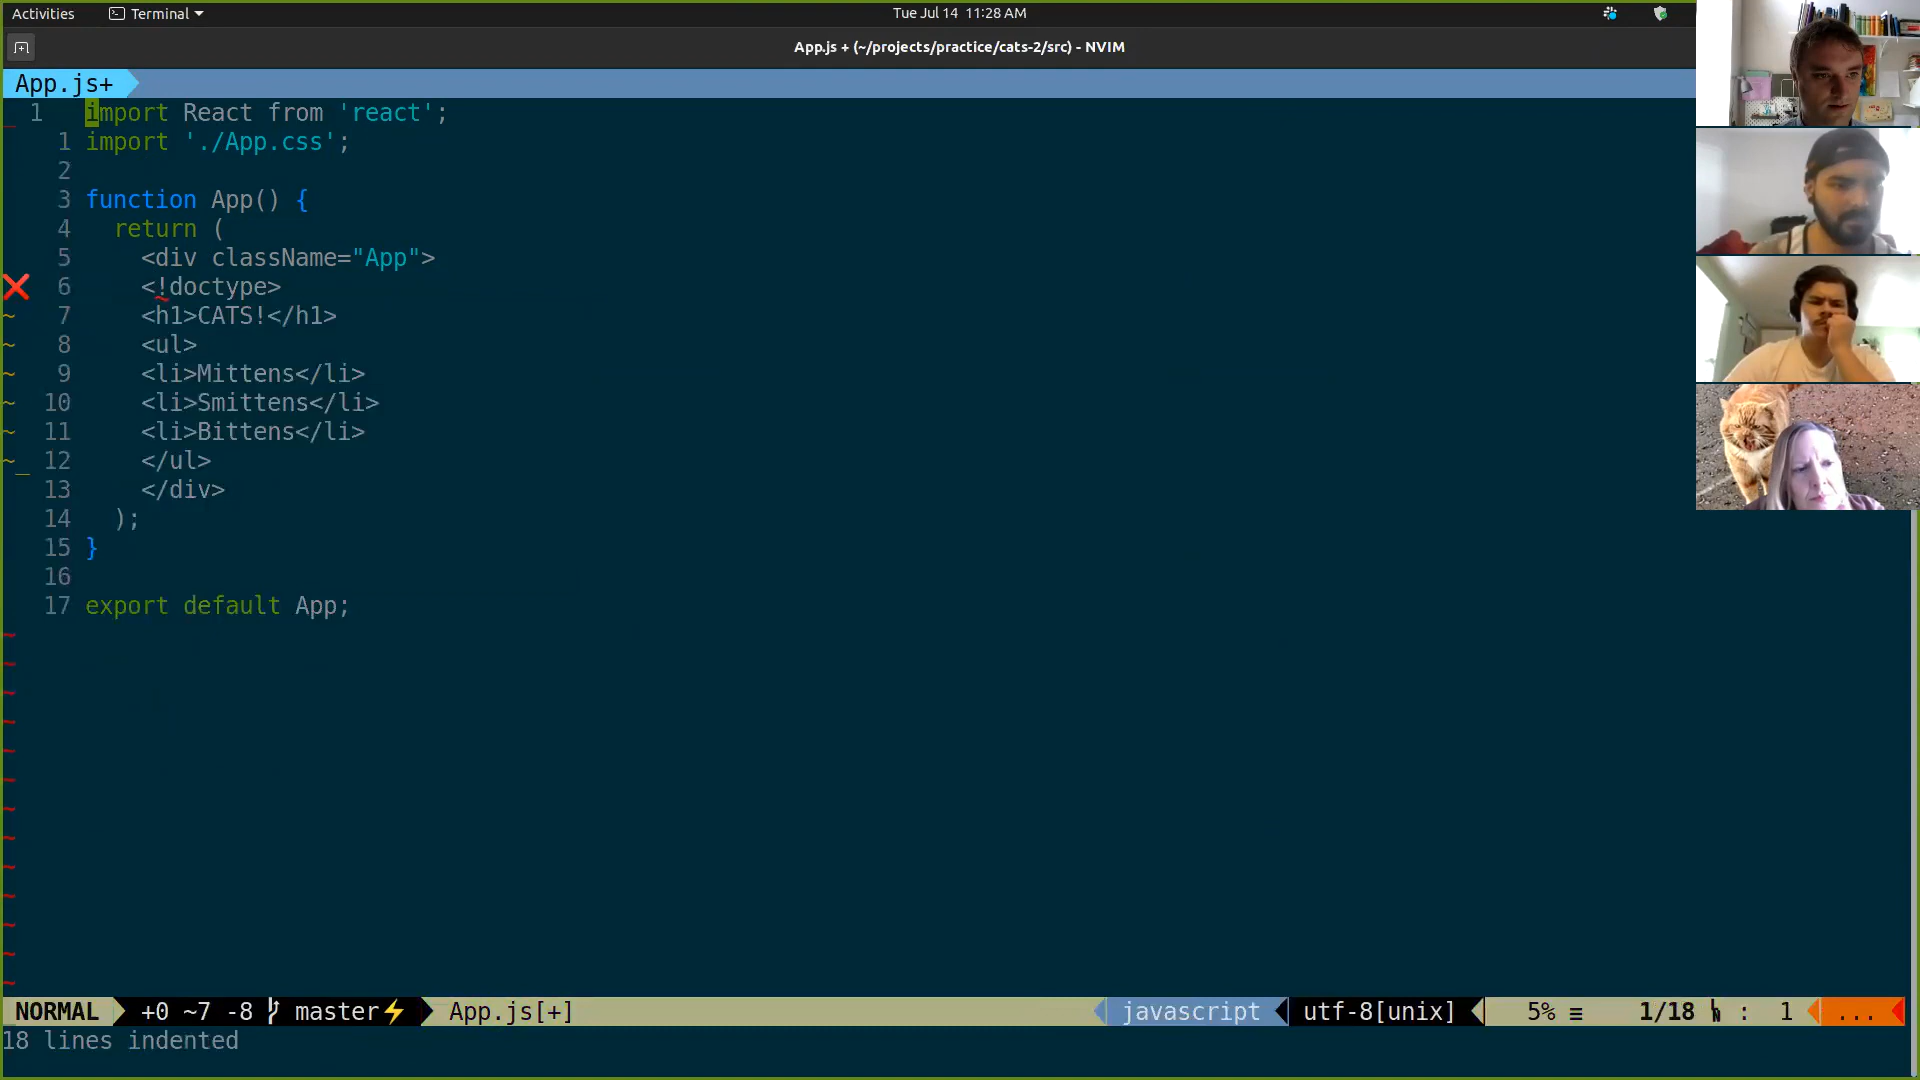 Activities Terminal Tue Jul 14 11:28 AM
App.js + (~/projects/practice/cats-2/src) - NVIM
App.js+
1 import React from 'react';
1 import './App.css';
2
3 function App() {
4 return (
5 <div className="App">
6 <!doctype>
7 <h1>CATS!</h1>
8 <ul>
9 <li>Mittens</li>
10 <li>Smittens</li>
11 <li>Bittens</li>
12 </ul>
13 </div>
14 );
15 }
16
17 export default App;
~
~
~
~
~
~
~
~
~
~
~
~
~
NORMAL +0 ~7 -8 master⚡ App.js[+] javascript utf-8[unix] 5% ≡ 1/18 : 1 ...
18 lines indented